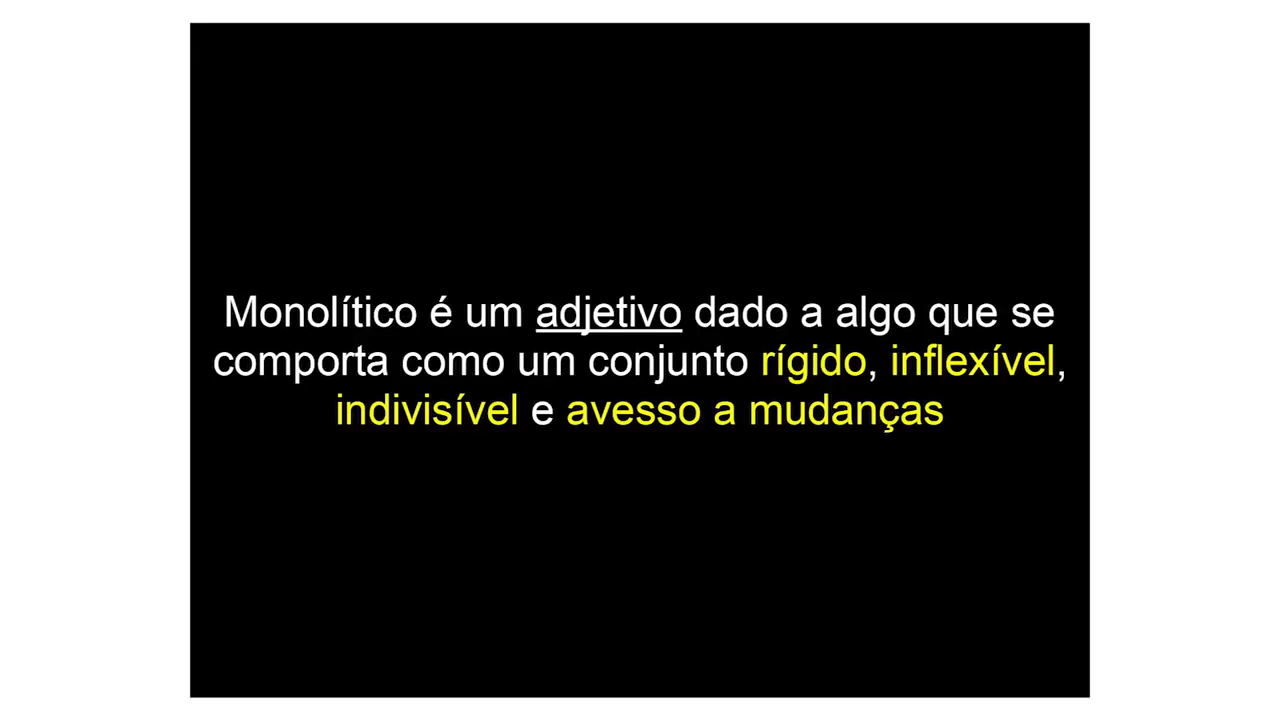 Monolítico é um adjetivo dado a algo que se
comporta como um conjunto rígido, inflexível,
indivisível e avesso a mudanças